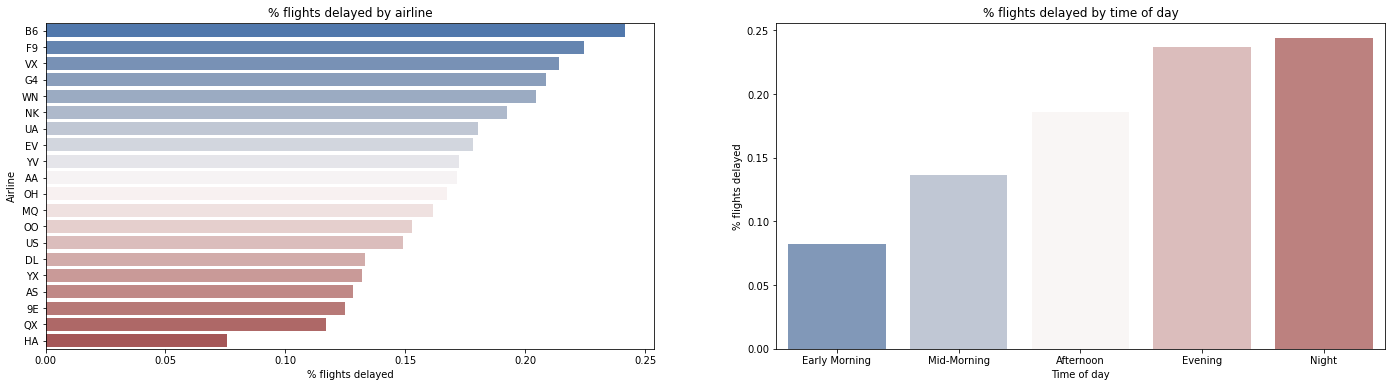 % flights delayed by airline
Airline
B6
F9
VX
G4
WN
NK
UA
EV
YV
AA
OH
MQ
OO
US
DL
YX
AS
9E
QX
HA
0.00 0.05 0.10 0.15 0.20 0.25
% flights delayed
% flights delayed by time of day
% flights delayed
0.25
0.20
0.15
0.10
0.05
0.00
Early Morning Mid-Morning Afternoon Evening Night
Time of day